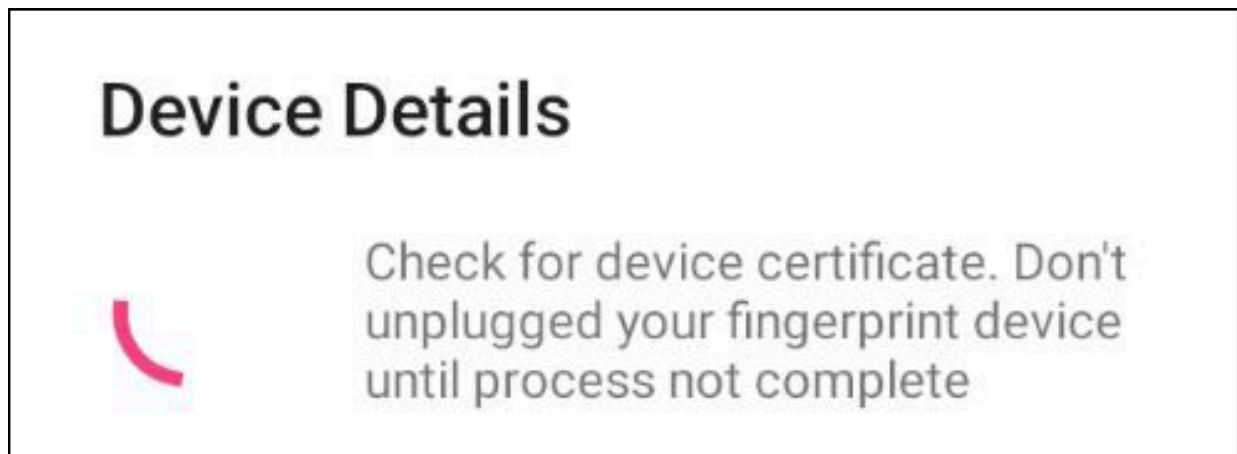 Device Details
Check for device certificate. Don't
unplugged your fingerprint device
until process not complete